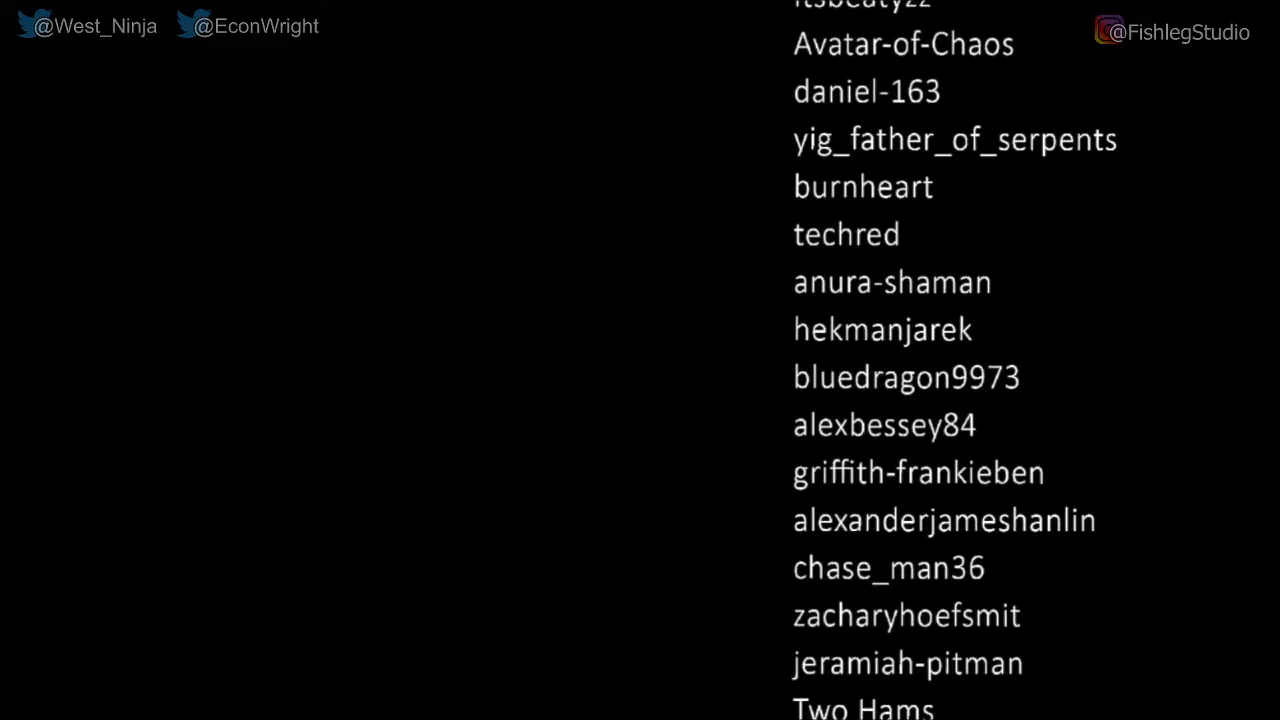 @West_Ninja @EconWright @FishlegStudio
itsbeatyzz
Avatar-of-Chaos
daniel-163
yig_father_of_serpents
burnheart
techred
anura-shaman
hekmanjarek
bluedragon9973
alexbessey84
griffith-frankieben
alexanderjameshanlin
chase_man36
zacharyhoefsmit
jeramiah-pitman
Two Hams